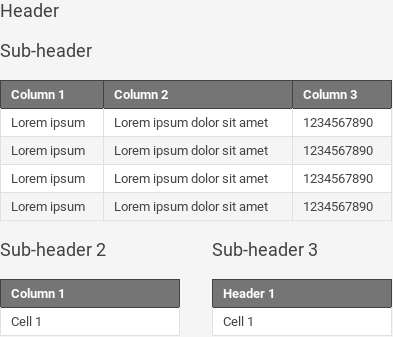 Header
Sub-header
Column 1 Column 2 Column 3
Lorem ipsum Lorem ipsum dolor sit amet 1234567890
Lorem ipsum Lorem ipsum dolor sit amet 1234567890
Lorem ipsum Lorem ipsum dolor sit amet 1234567890
Lorem ipsum Lorem ipsum dolor sit amet 1234567890
Sub-header 2
Column 1
Cell 1
Sub-header 3
Header 1
Cell 1